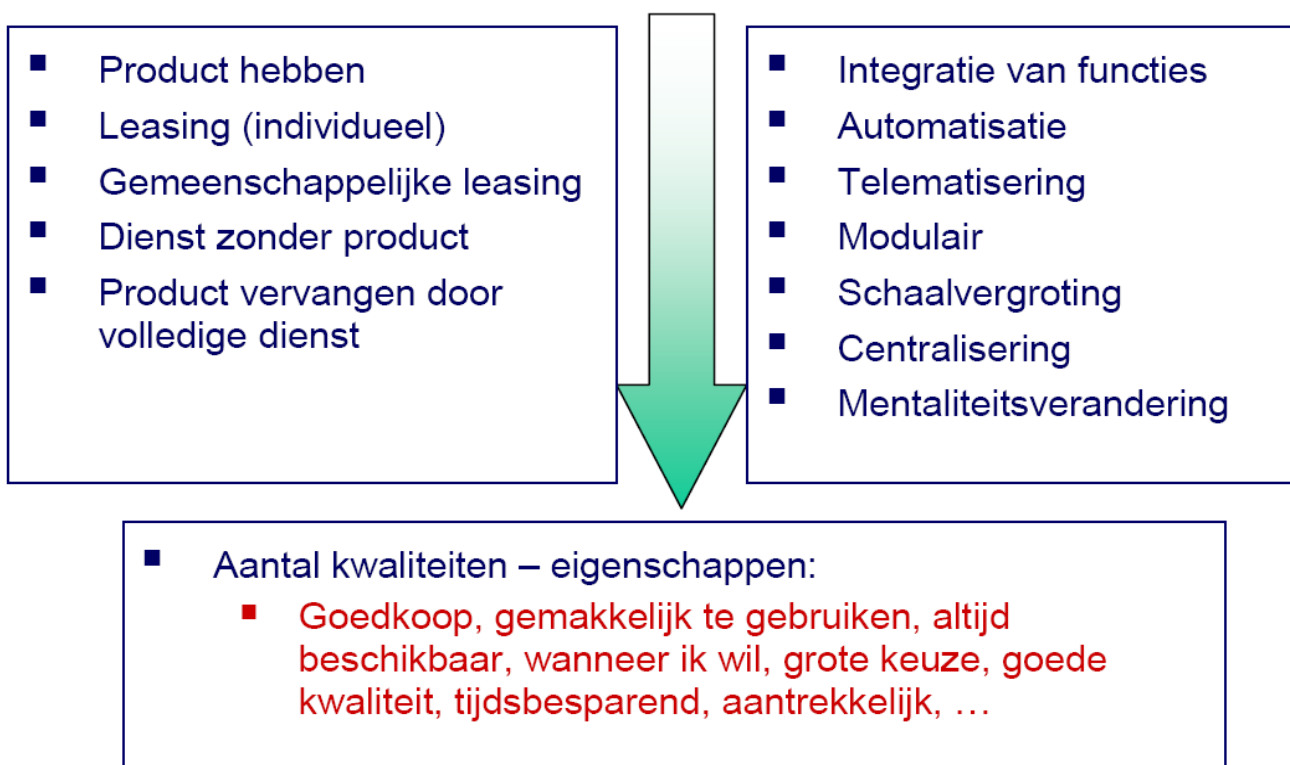 Product hebben
Leasing (individueel)
Gemeenschappelijke leasing
Dienst zonder product
Product vervangen door
volledige dienst
Integratie van functies
Automatisatie
Telematisering
Modulair
Schaalvergroting
Centralisering
Mentaliteitsverandering
Aantal kwaliteiten – eigenschappen:
Goedkoop, gemakkelijk te gebruiken, altijd
beschikbaar, wanneer ik wil, grote keuze, goede
kwaliteit, tijdsbesparend, aantrekkelijk, …